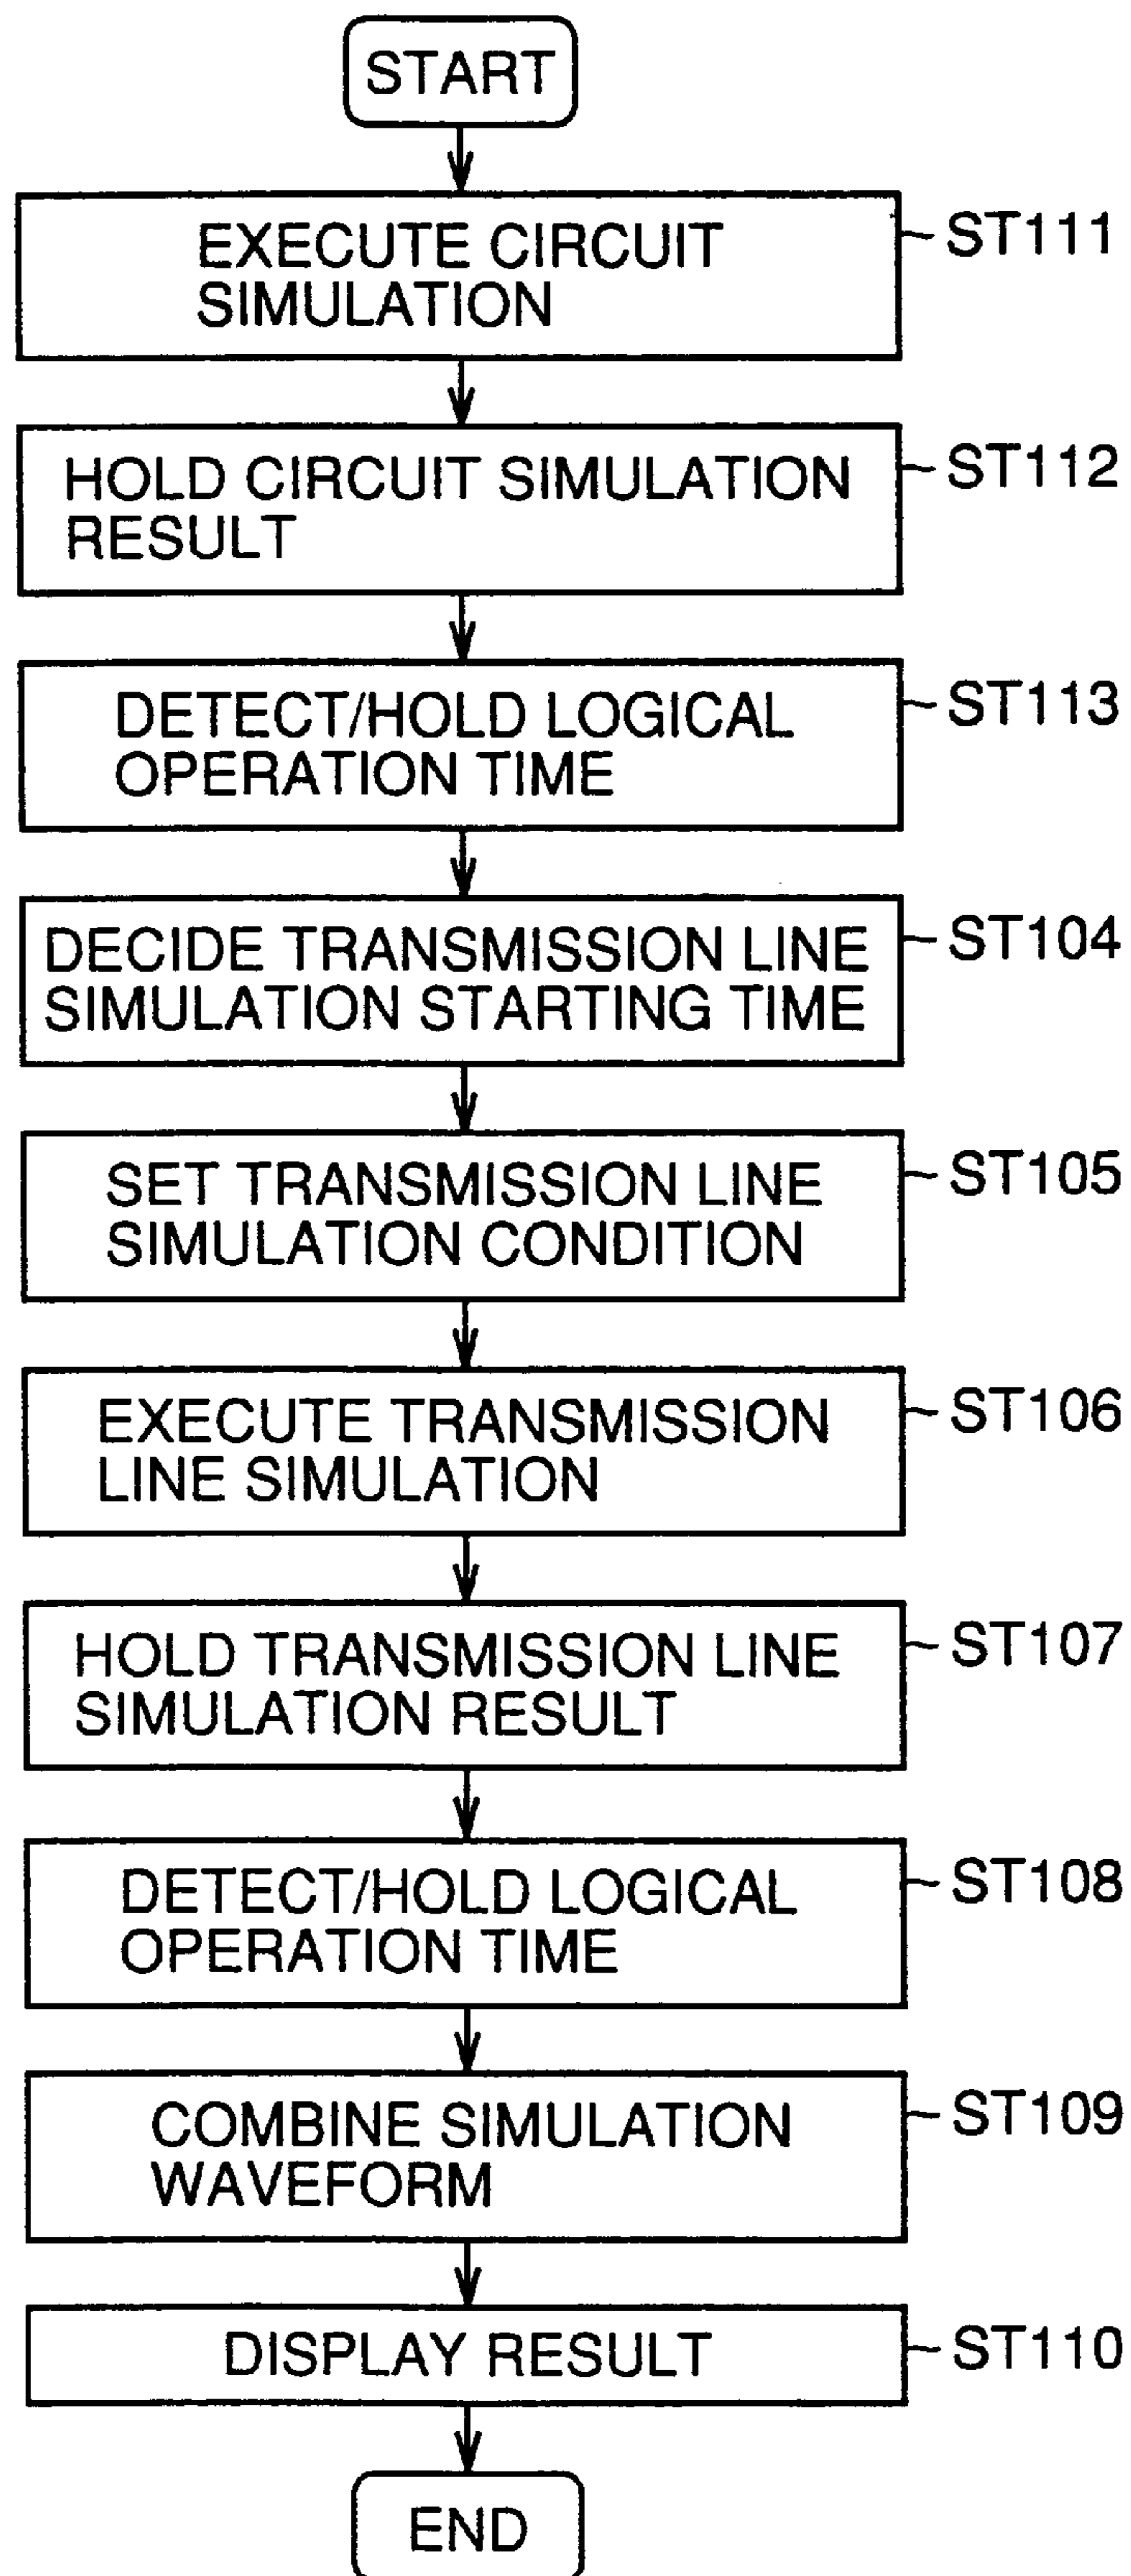 START
EXECUTE CIRCUIT
SIMULATION
ST111
HOLD CIRCUIT SIMULATION
RESULT
ST112
DETECT/HOLD LOGICAL
OPERATION TIME
ST113
DECIDE TRANSMISSION LINE
SIMULATION STARTING TIME
ST104
SET TRANSMISSION LINE
SIMULATION CONDITION
ST105
EXECUTE TRANSMISSION
LINE SIMULATION
ST106
HOLD TRANSMISSION LINE
SIMULATION RESULT
ST107
DETECT/HOLD LOGICAL
OPERATION TIME
ST108
COMBINE SIMULATION
WAVEFORM
ST109
DISPLAY RESULT
ST110
END